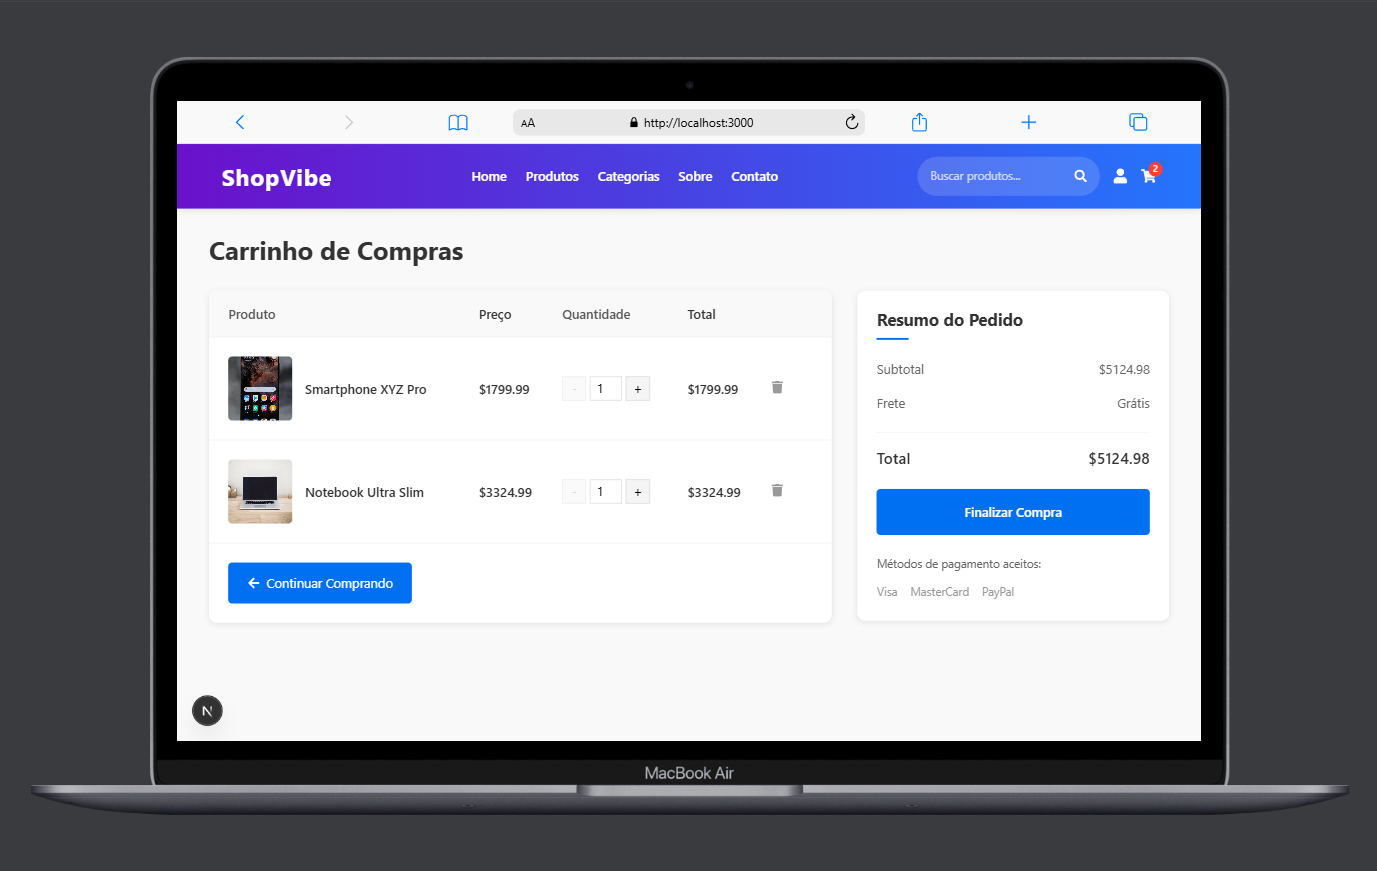 AA http://localhost:3000
ShopVibe Home Produtos Categorias Sobre Contato Buscar produtos... 2
Carrinho de Compras
Produto Preço Quantidade Total
Smartphone XYZ Pro $1799.99 - 1 + $1799.99
Notebook Ultra Slim $3324.99 - 1 + $3324.99
← Continuar Comprando
Resumo do Pedido
Subtotal $5124.98
Frete Grátis
Total $5124.98
Finalizar Compra
Métodos de pagamento aceitos:
Visa MasterCard PayPal
N
MacBook Air